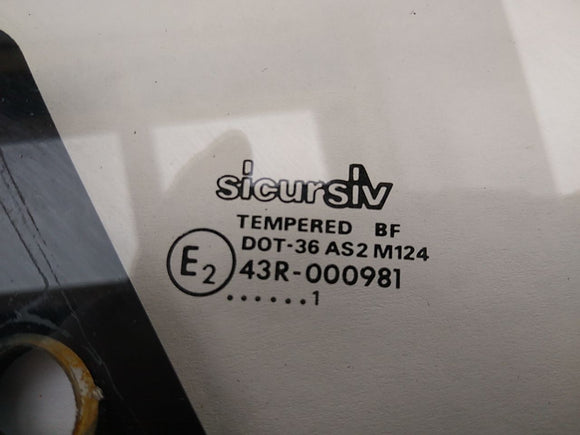 sicursiv
TEMPERED BF
DOT-36 AS2 M124
E2 43R-000981
......1